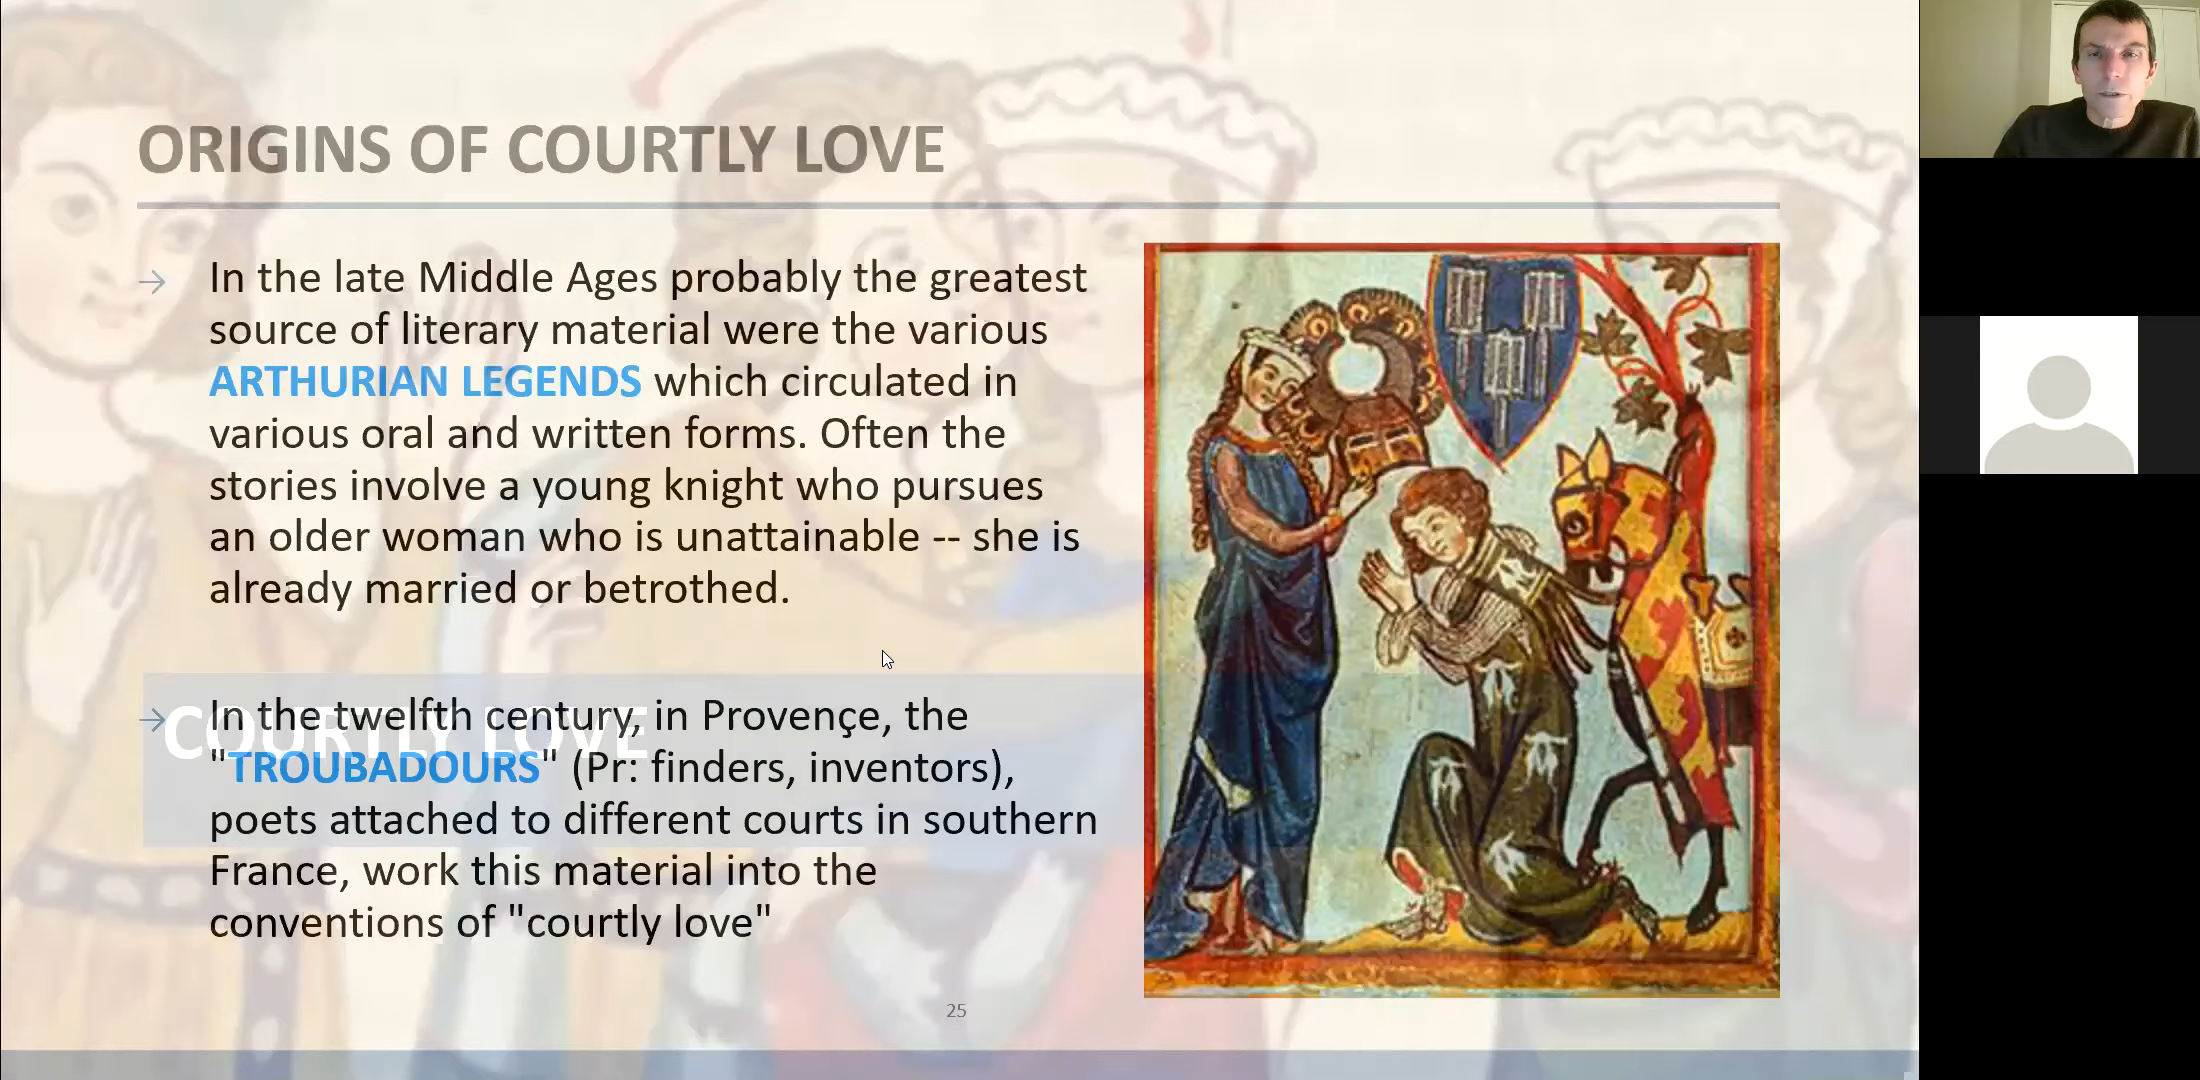 ORIGINS OF COURTLY LOVE
In the late Middle Ages probably the greatest
source of literary material were the various
ARTHURIAN LEGENDS which circulated in
various oral and written forms. Often the
stories involve a young knight who pursues
an older woman who is unattainable -- she is
already married or betrothed.
In the twelfth century, in Provençe, the
COURTLY LOVE
"TROUBADOURS" (Pr: finders, inventors),
poets attached to different courts in southern
France, work this material into the
conventions of "courtly love"
25